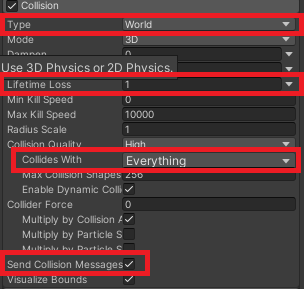 Collision
Type World
Mode 3D
Dampen 0
Use 3D Physics or 2D Physics.
Lifetime Loss 1
Min Kill Speed 0
Max Kill Speed 10000
Radius Scale 1
Collision Quality High
Collides With Everything
Max Collision Shapes 256
Enable Dynamic Colli
Collider Force 0
Multiply by Collision A
Multiply by Particle S
Multiply by Particle S
Send Collision Messages
Visualize Bounds